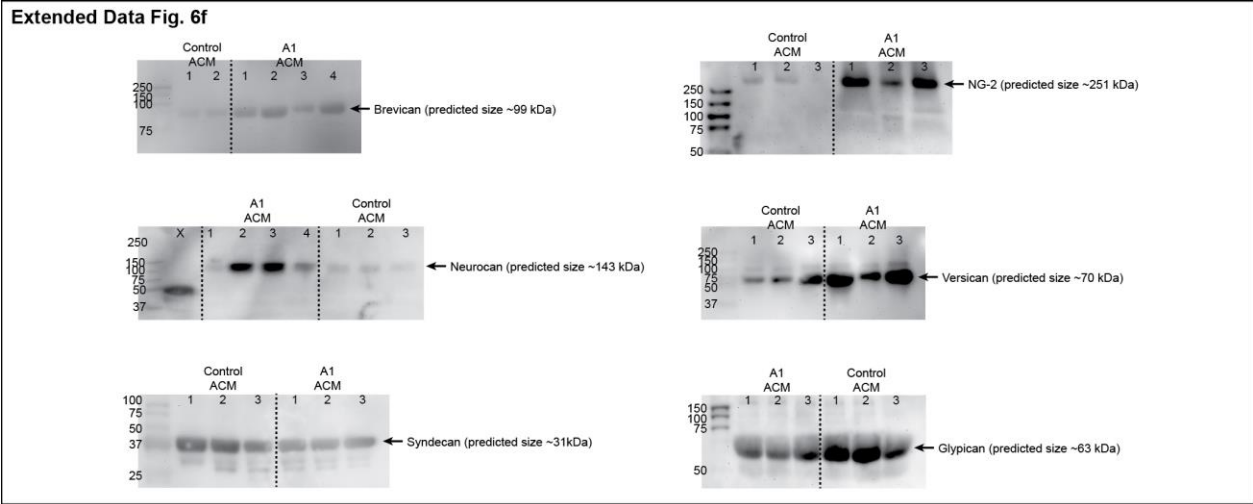 Extended Data Fig. 6f
Control
ACM
A1
ACM
1 2 1 2 3 4
250
150
100
75
Brevican (predicted size ~99 kDa)
Control
ACM
A1
ACM
1 2 3 1 2 3
250
150
100
75
50
NG-2 (predicted size ~251 kDa)
A1
ACM
Control
ACM
X 1 2 3 4 1 2 3
250
150
100
75
50
37
Neurocan (predicted size ~143 kDa)
Control
ACM
A1
ACM
1 2 3 1 2 3
250
150
100
75
50
37
Versican (predicted size ~70 kDa)
Control
ACM
A1
ACM
1 2 3 1 2 3
100
75
50
37
25
Syndecan (predicted size ~31kDa)
A1
ACM
Control
ACM
1 2 3 1 2 3
150
100
75
50
Glypican (predicted size ~63 kDa)